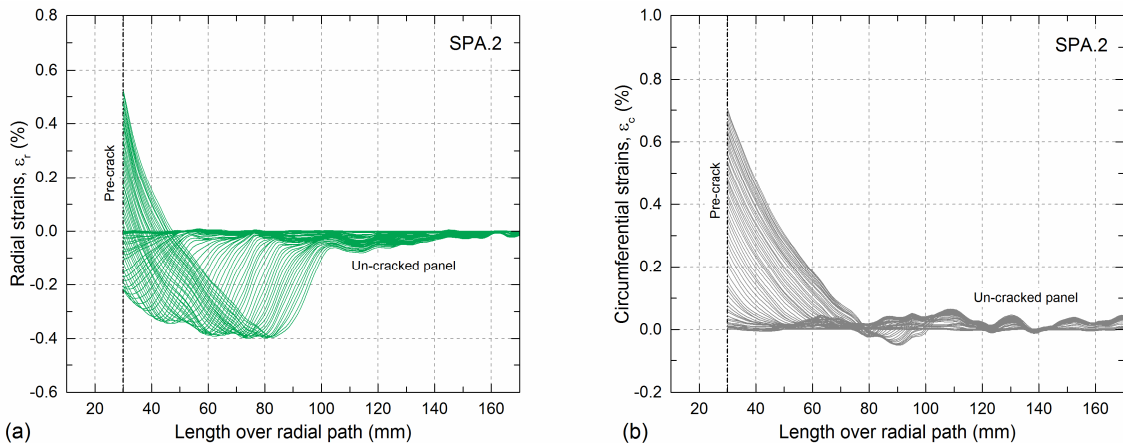 0.8
0.6
0.4
0.2
0.0
-0.2
-0.4
-0.6
Radial strains, εr (%)
SPA.2
Pre-crack
Un-cracked panel
20 40 60 80 100 120 140 160
Length over radial path (mm)
(a)
1.0
0.8
0.6
0.4
0.2
0.0
-0.2
Circumferential strains, εc (%)
SPA.2
Pre-crack
Un-cracked panel
20 40 60 80 100 120 140 160
Length over radial path (mm)
(b)